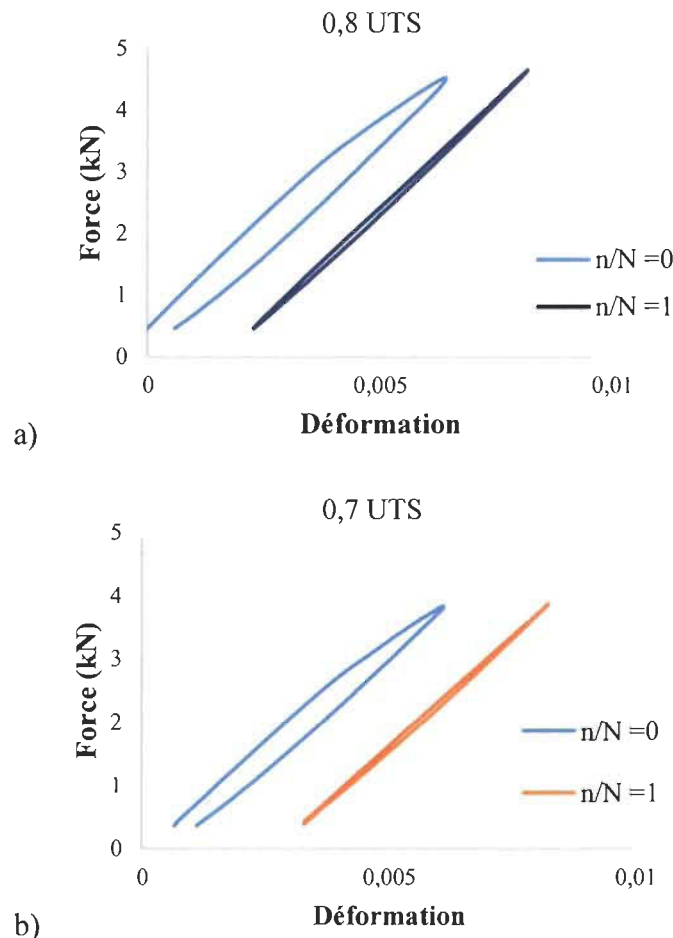 0,8 UTS
5
4
3
2
1
0
Force (kN)
0
0,005
0,01
Déformation
n/N =0
n/N =1
a)
0,7 UTS
5
4
3
2
1
0
Force (kN)
0
0,005
0,01
Déformation
n/N =0
n/N =1
b)